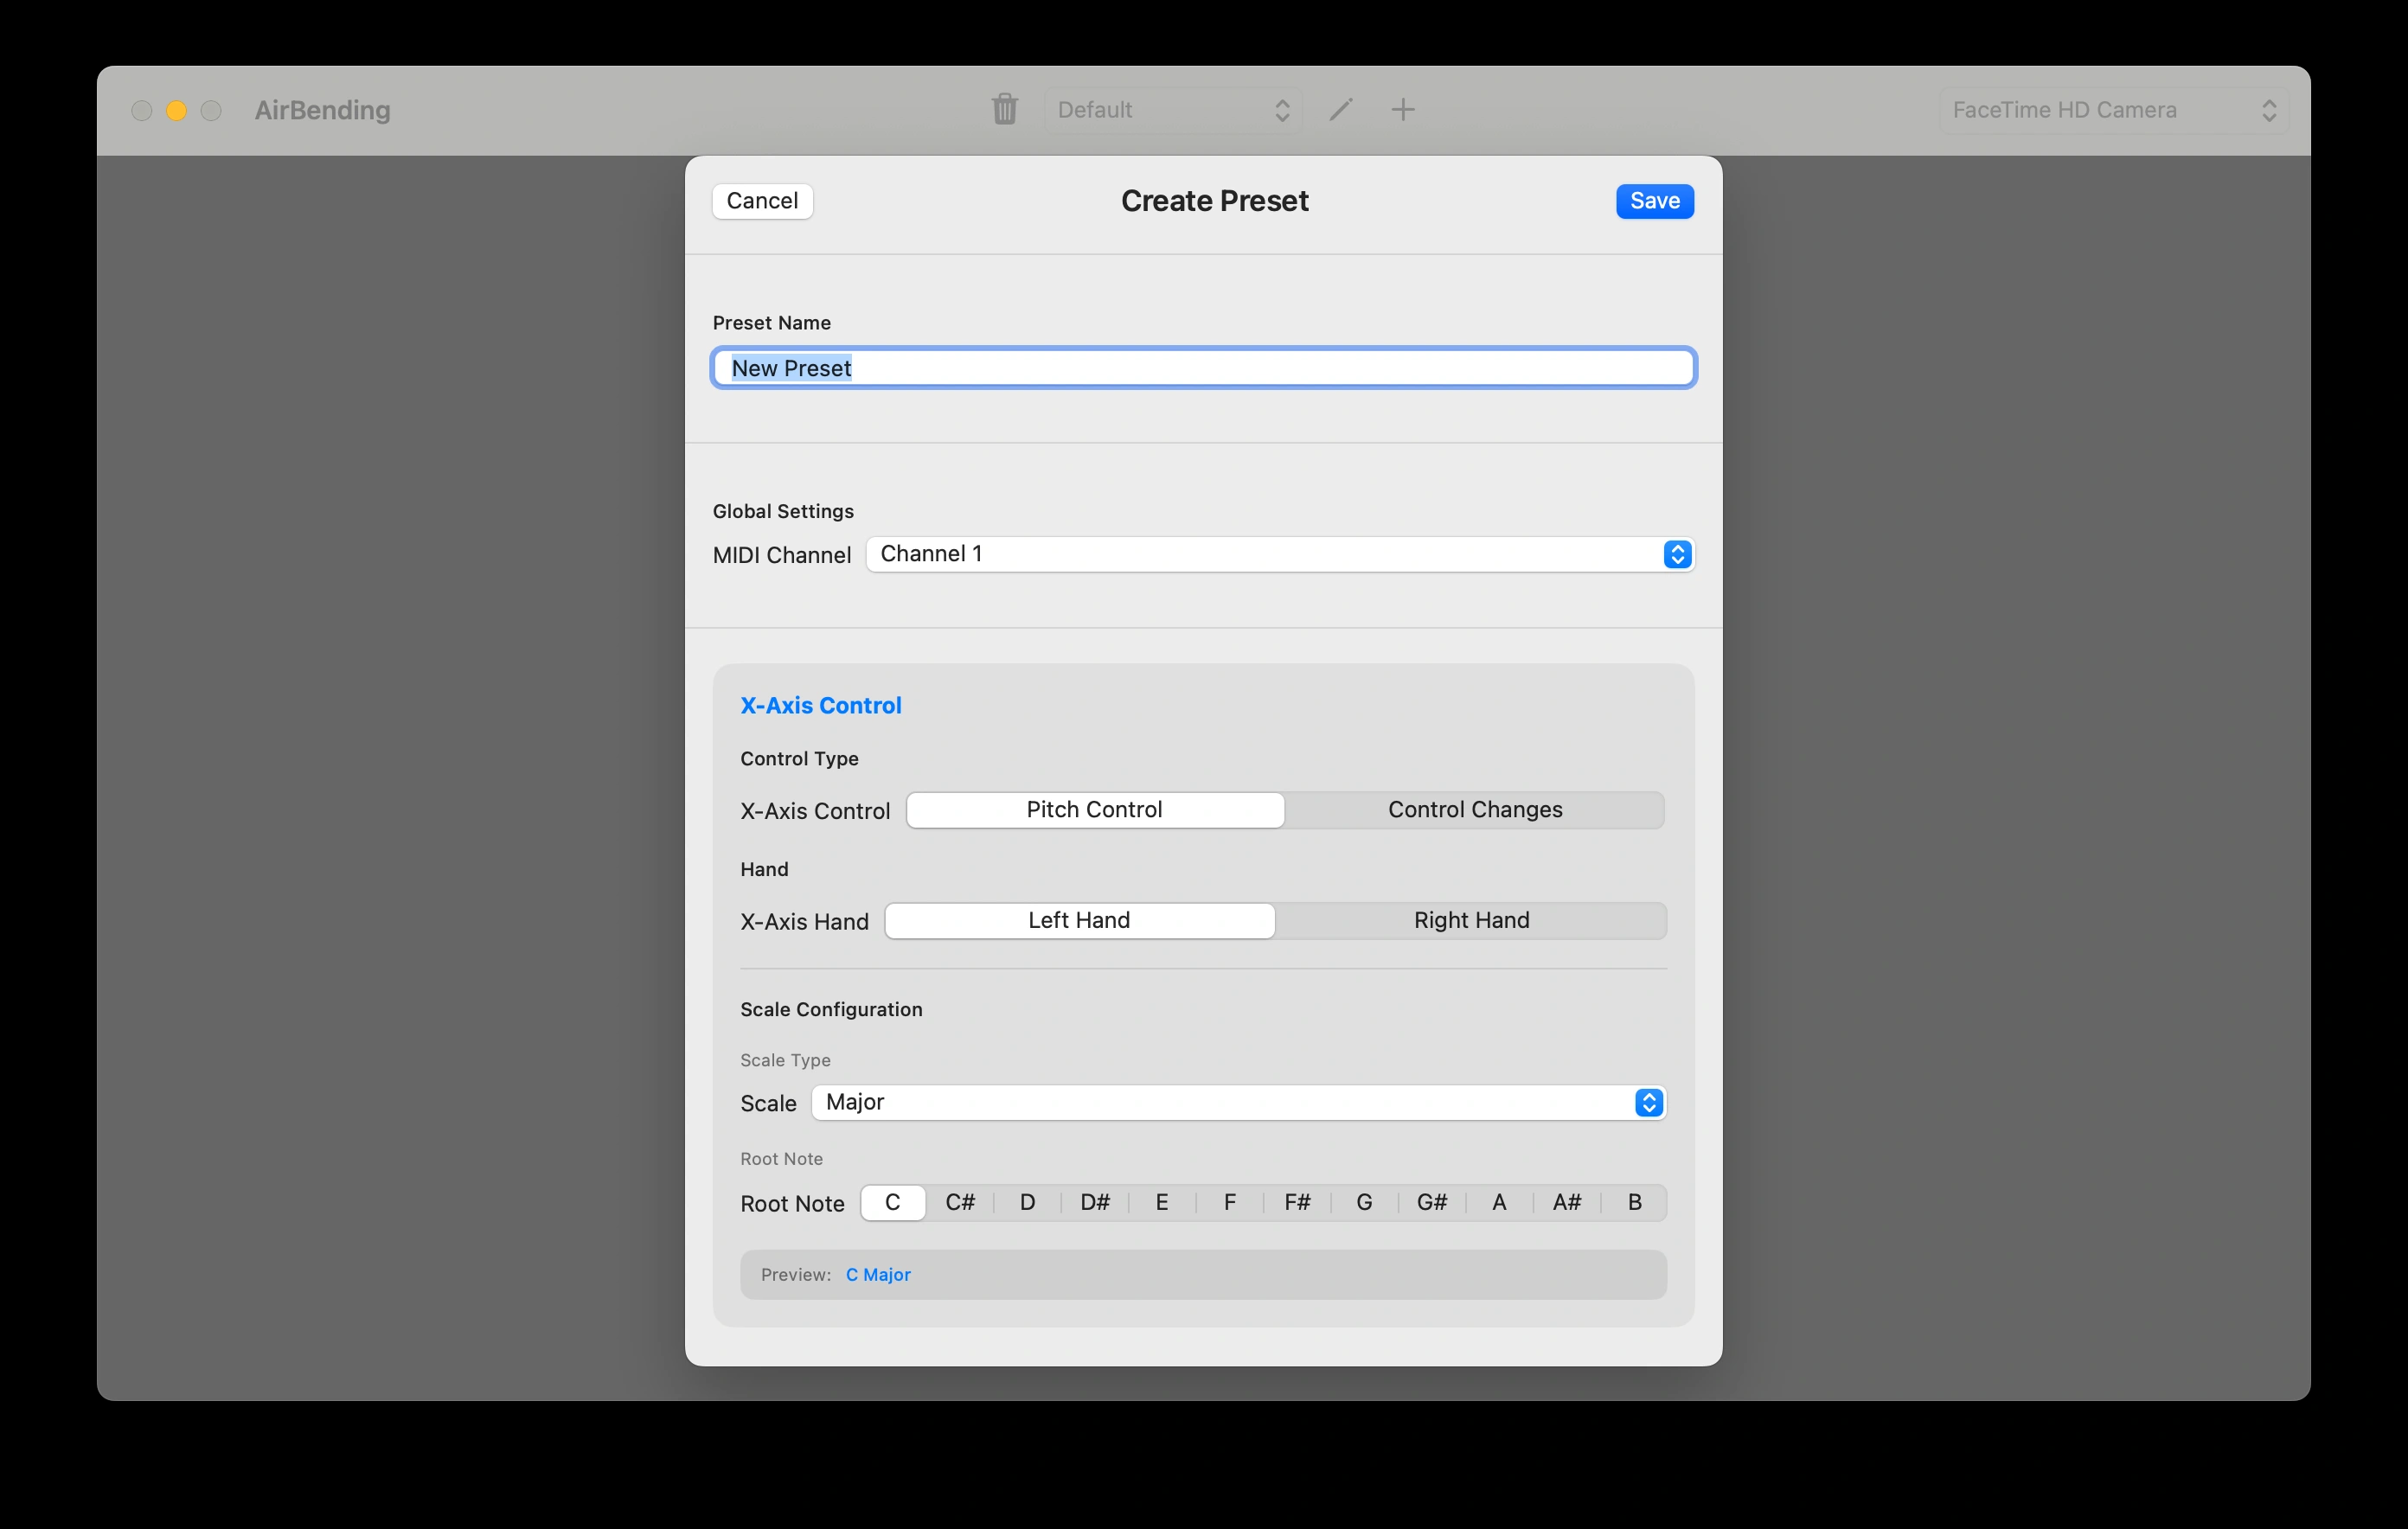 AirBending
Default
FaceTime HD Camera
Cancel
Create Preset
Save
Preset Name
New Preset
Global Settings
MIDI Channel Channel 1
X-Axis Control
Control Type
X-Axis Control Pitch Control Control Changes
Hand
X-Axis Hand Left Hand Right Hand
Scale Configuration
Scale Type
Scale Major
Root Note
Root Note C C# D D# E F F# G G# A A# B
Preview: C Major